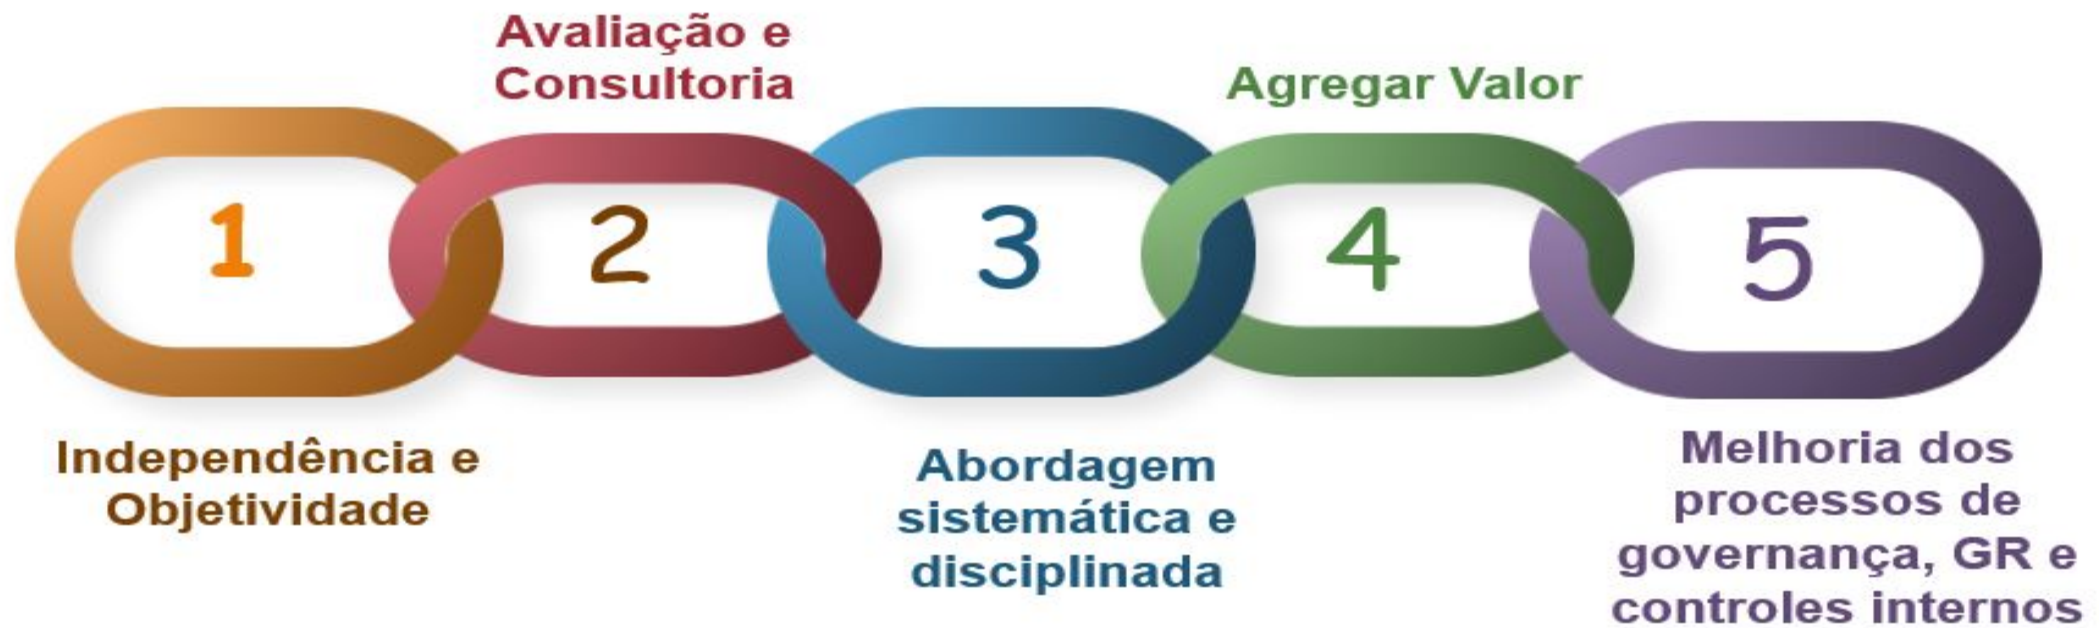 Avaliação e
Consultoria
Agregar Valor
1
2
3
4
5
Independência e
Objetividade
Abordagem
sistemática e
disciplinada
Melhoria dos
processos de
governança, GR e
controles internos